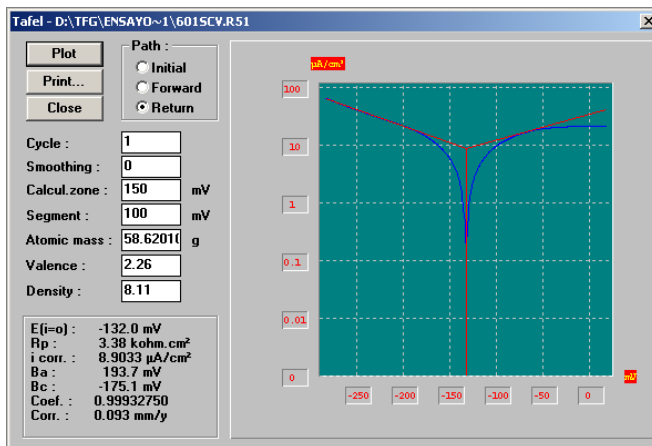 Tafel - D:\TFG\ENSAYO~1\601SCV.R51
Plot
Print...
Close
Path :
Initial
Forward
Return
Cycle : 1
Smoothing : 0
Calcul.zone : 150 mV
Segment : 100 mV
Atomic mass : 58.6201( g
Valence : 2.26
Density : 8.11
E(i=o) : -132.0 mV
Rp : 3.38 kohm.cm²
i corr. : 8.9033 µA/cm²
Ba : 193.7 mV
Bc : -175.1 mV
Coef. : 0.99932750
Corr. : 0.093 mm/y
µA/cm²
100
10
1
0.1
0.01
0
-250
-200
-150
-100
-50
0
mV